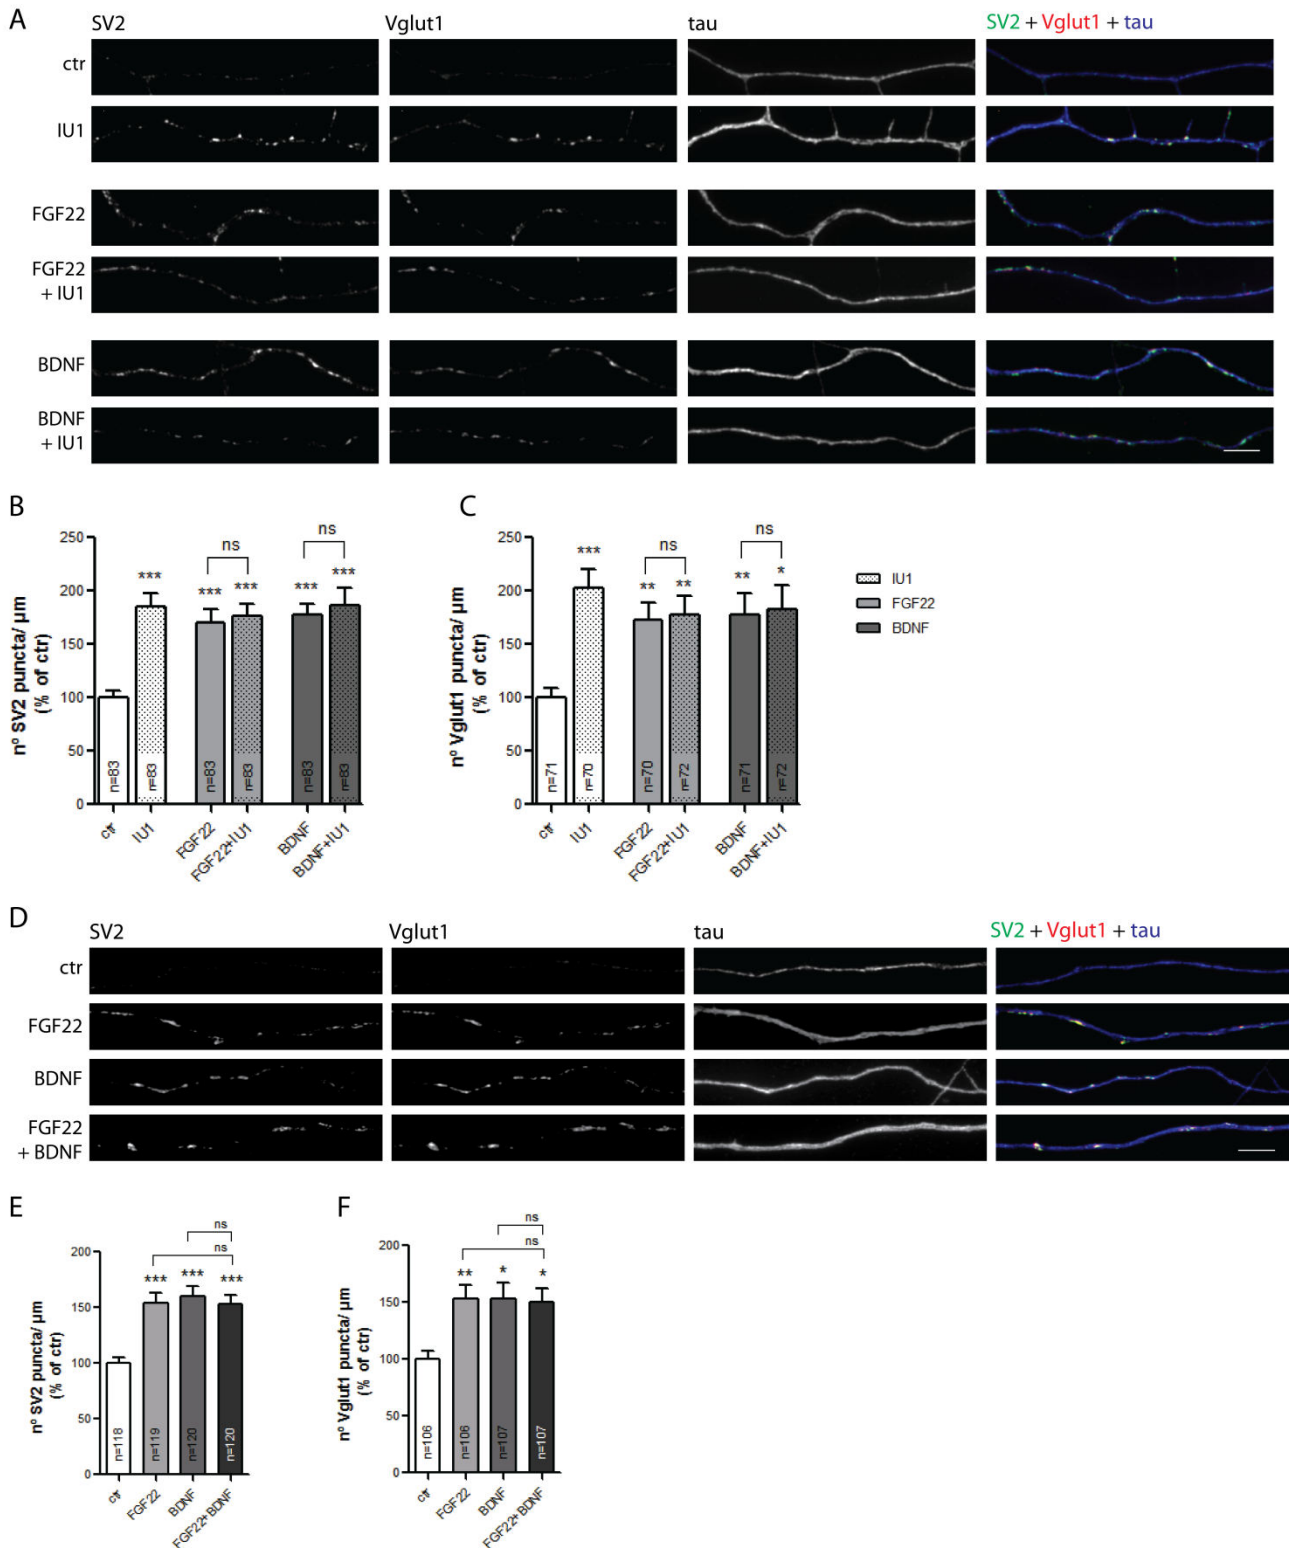 A
SV2 Vglut1 tau SV2 + Vglut1 + tau
ctr
IU1
FGF22
FGF22
+ IU1
BDNF
BDNF
+ IU1
B
nº SV2 puncta/ µm
(% of ctr)
250
200
150
100
50
0
***
***
***
***
***
ns
ns
n=83
n=83
n=83
n=83
n=83
n=83
ctr
IU1
FGF22
FGF22+IU1
BDNF
BDNF+IU1
C
nº Vglut1 puncta/ µm
(% of ctr)
250
200
150
100
50
0
***
**
**
**
*
ns
ns
n=71
n=70
n=70
n=72
n=71
n=72
ctr
IU1
FGF22
FGF22+IU1
BDNF
BDNF+IU1
IU1
FGF22
BDNF
D
SV2 Vglut1 tau SV2 + Vglut1 + tau
ctr
FGF22
BDNF
FGF22
+ BDNF
E
nº SV2 puncta/ µm
(% of ctr)
200
150
100
50
0
ns
ns
***
***
***
n=118
n=119
n=120
n=120
ctr
FGF22
BDNF
FGF22+BDNF
F
nº Vglut1 puncta/ µm
(% of ctr)
200
150
100
50
0
ns
ns
**
*
*
n=106
n=106
n=107
n=107
ctr
FGF22
BDNF
FGF22+BDNF